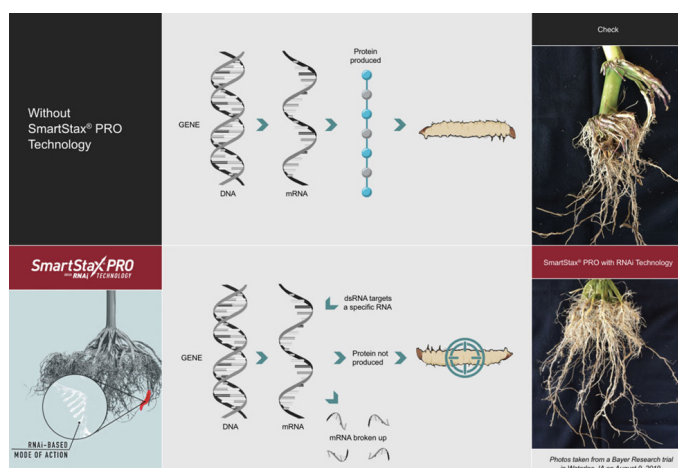 Without
SmartStax® PRO
Technology
GENE
DNA
mRNA
Protein
produced
Check
SmartStax PRO
WITH RNAi TECHNOLOGY
RNAi-BASED
MODE OF ACTION
GENE
DNA
mRNA
dsRNA targets
a specific RNA
Protein not
produced
mRNA broken up
SmartStax® PRO with RNAi Technology
Photos taken from a Bayer Research trial